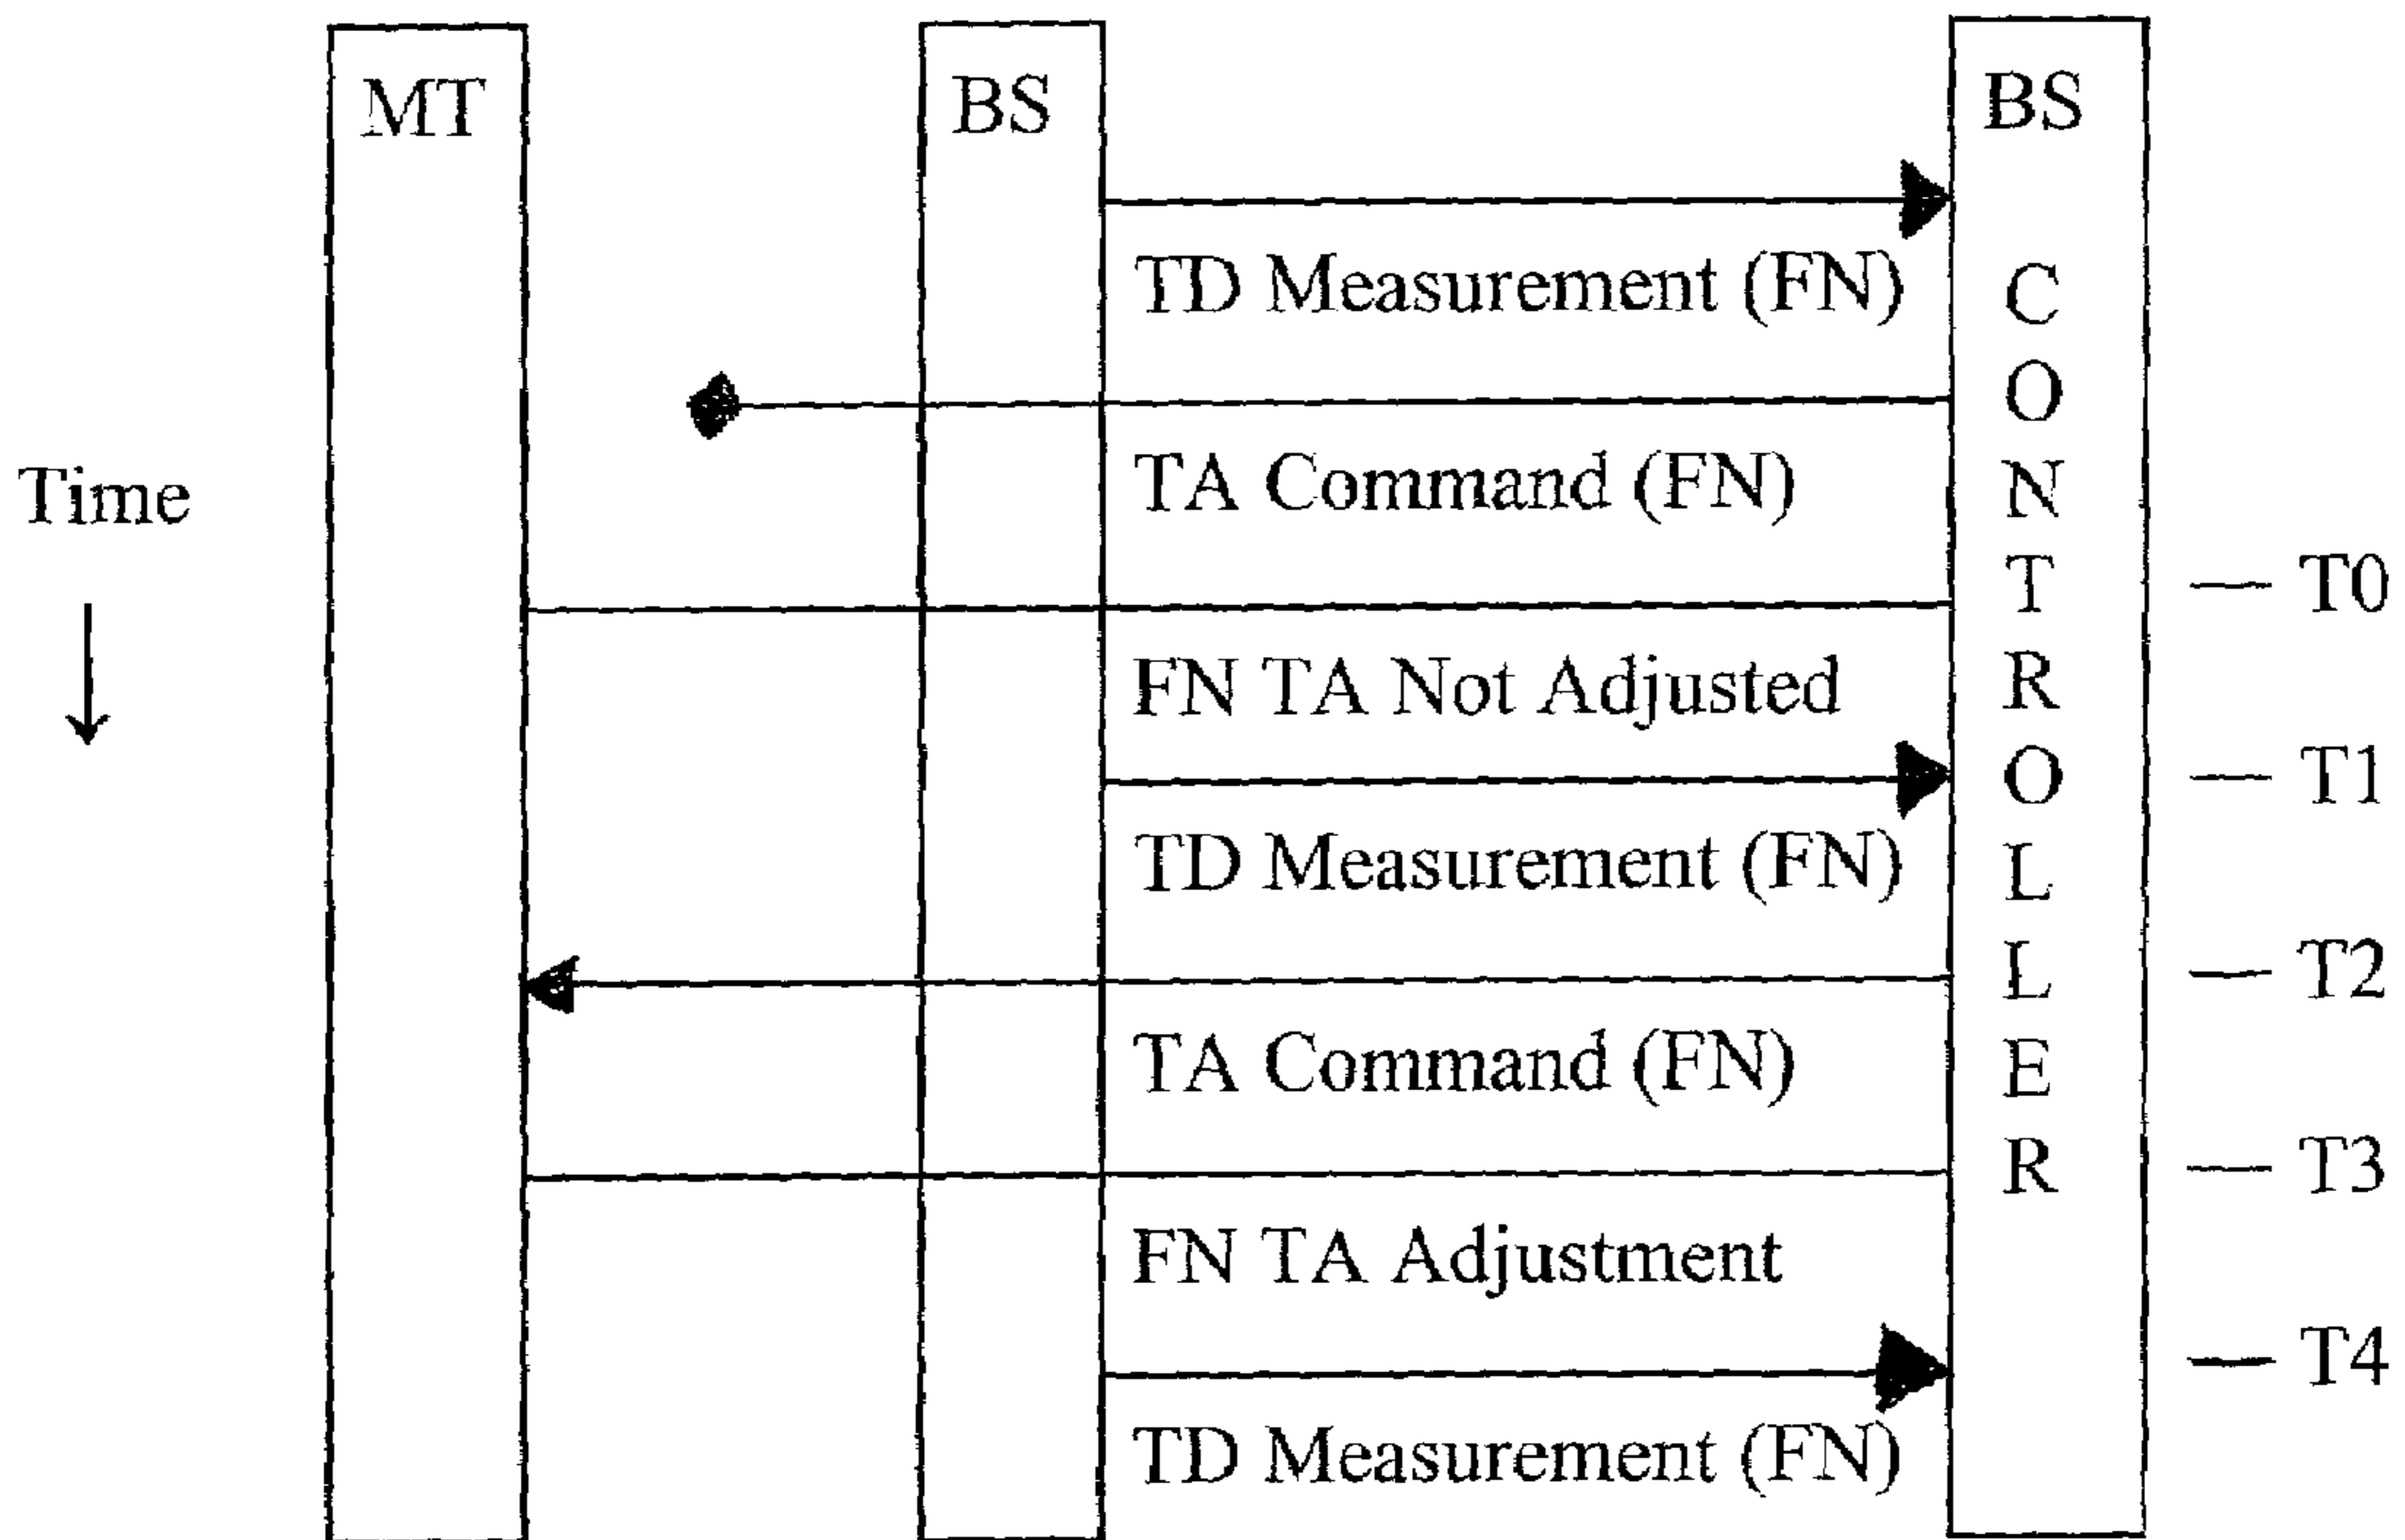 MT
BS
BS CONTROLLER
TD Measurement (FN)
TA Command (FN)
Time
T0
FN TA Not Adjusted
T1
TD Measurement (FN)
T2
TA Command (FN)
T3
FN TA Adjustment
T4
TD Measurement (FN)